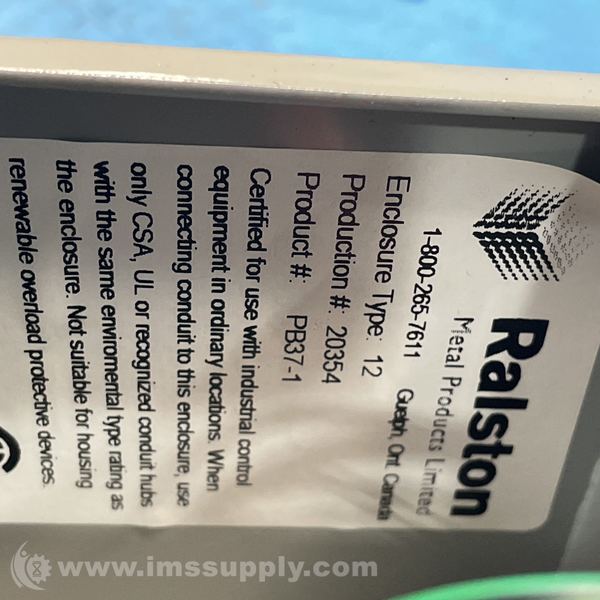 Ralston
Metal Products Limited
1-800-265-7611 Guelph, Ont. Canada
Enclosure Type: 12
Production #: 20354
Product #: PB37-1
Certified for use with industrial control
equipment in ordinary locations. When
connecting conduit to this enclosure, use
only CSA, UL or recognized conduit hubs
with the same enviromental type rating as
the enclosure. Not suitable for housing
renewable overload protective devices.
www.imssupply.com